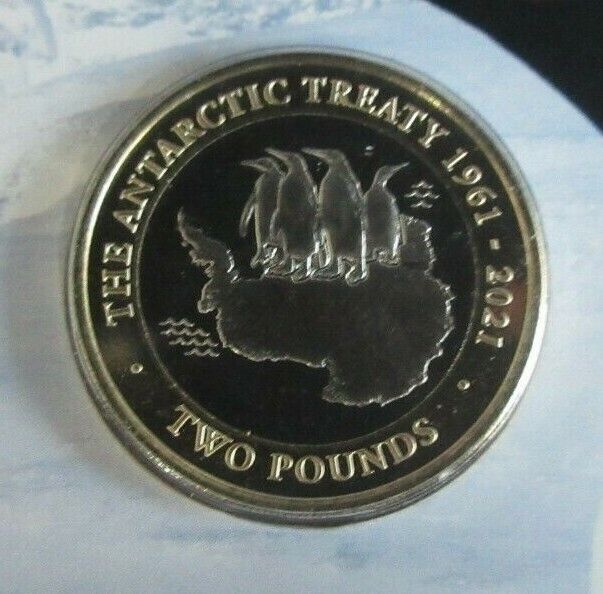 THE ANTARCTIC TREATY 1961 - 2021
TWO POUNDS